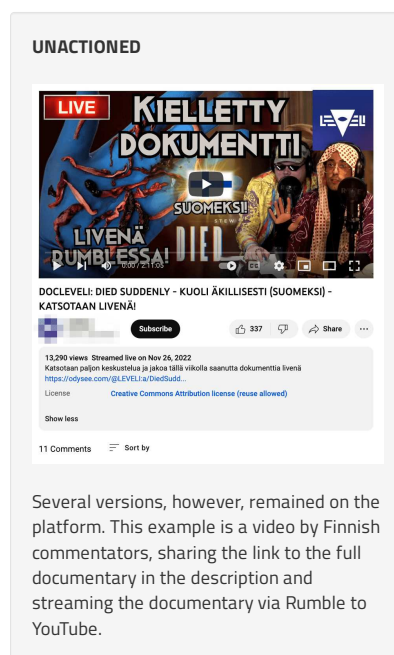 UNACTIONED
LIVE
KIELLETTY
DOKUMENTTI
LEVELI
SUOMEKSI!
STEW
LIVENÄ
RUMBLESSA!
DIED
0:00 / 2:11:05
CC
DOCLEVELI: DIED SUDDENLY - KUOLI ÄKILLISESTI (SUOMEKSI) -
KATSOTAAN LIVENÄ!
Subscribe
337
Share
13,290 views Streamed live on Nov 26, 2022
Katsotaan paljon keskustelua ja jakoa tällä viikolla saanutta dokumenttia livenä
https://odysee.com/@LEVELI:a/DiedSudd...
License Creative Commons Attribution license (reuse allowed)
Show less
11 Comments Sort by
Several versions, however, remained on the
platform. This example is a video by Finnish
commentators, sharing the link to the full
documentary in the description and
streaming the documentary via Rumble to
YouTube.